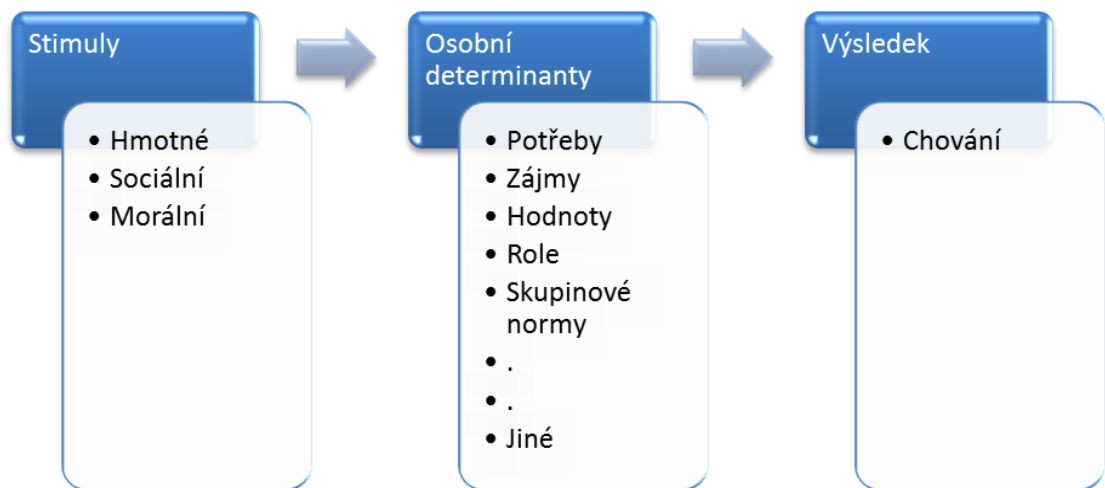 Stimuly
• Hmotné
• Sociální
• Morální
Osobní
determinanty
• Potřeby
• Zájmy
• Hodnoty
• Role
• Skupinové
normy
• .
• .
• Jiné
Výsledek
• Chování